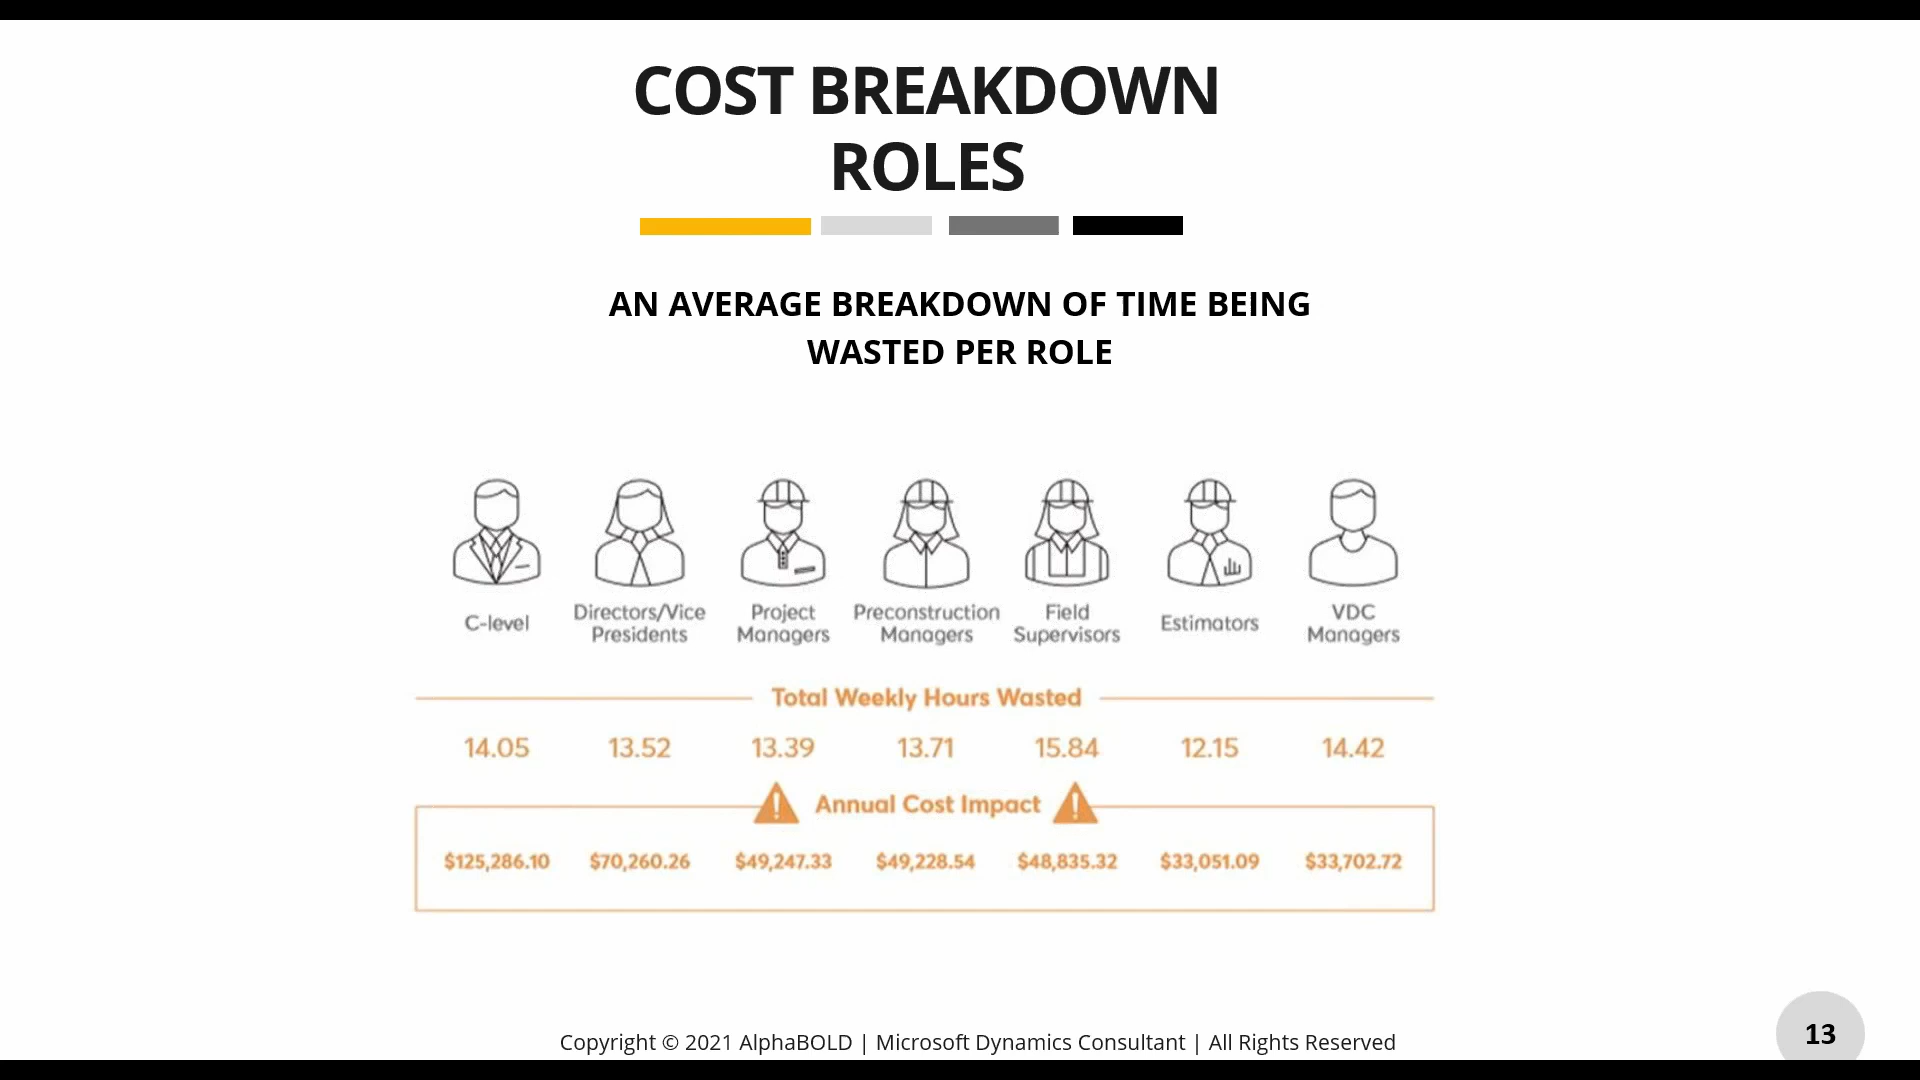 COST BREAKDOWN
ROLES
AN AVERAGE BREAKDOWN OF TIME BEING
WASTED PER ROLE
C-level
Directors/Vice
Presidents
Project
Managers
Preconstruction
Managers
Field
Supervisors
Estimators
VDC
Managers
Total Weekly Hours Wasted
14.05 13.52 13.39 13.71 15.84 12.15 14.42
Annual Cost Impact
$125,286.10 $70,260.26 $49,247.33 $49,228.54 $48,835.32 $33,051.09 $33,702.72
Copyright © 2021 AlphaBOLD | Microsoft Dynamics Consultant | All Rights Reserved
13